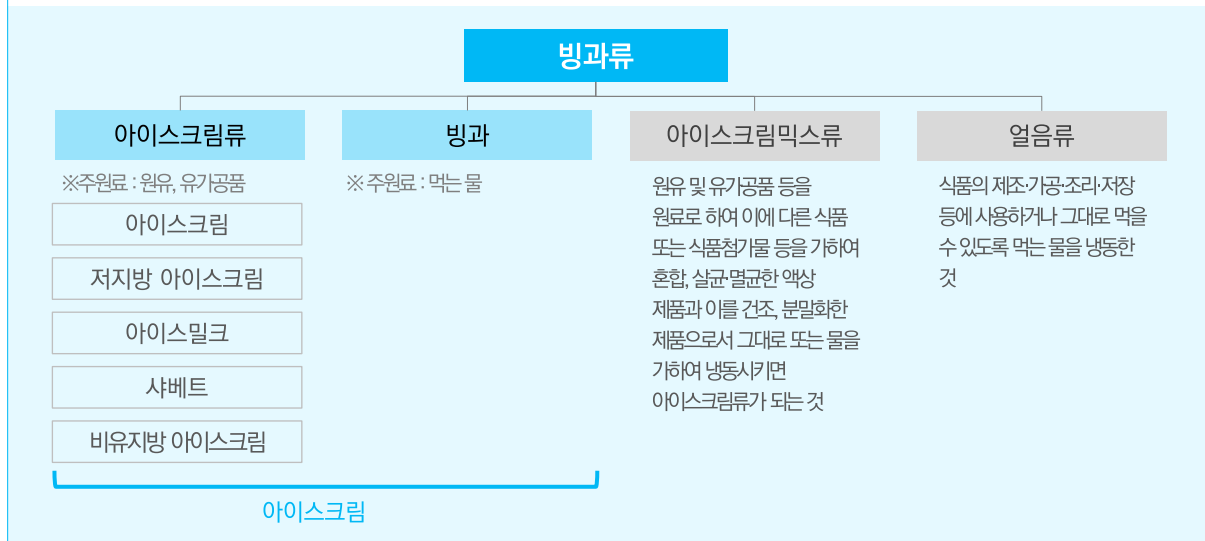 빙과류
아이스크림류
※주원료 : 원유, 유가공품
아이스크림
저지방 아이스크림
아이스밀크
샤베트
비유지방 아이스크림
빙과
※ 주원료 : 먹는 물
아이스크림
아이스크림믹스류
원유 및 유가공품 등을
원료로 하여 이에 다른 식품
또는 식품첨가물 등을 가하여
혼합, 살균·멸균한 액상
제품과 이를 건조, 분말화한
제품으로서 그대로 또는 물을
가하여 냉동시키면
아이스크림류가 되는 것
얼음류
식품의 제조·가공·조리·저장
등에 사용하거나 그대로 먹을
수 있도록 먹는 물을 냉동한
것